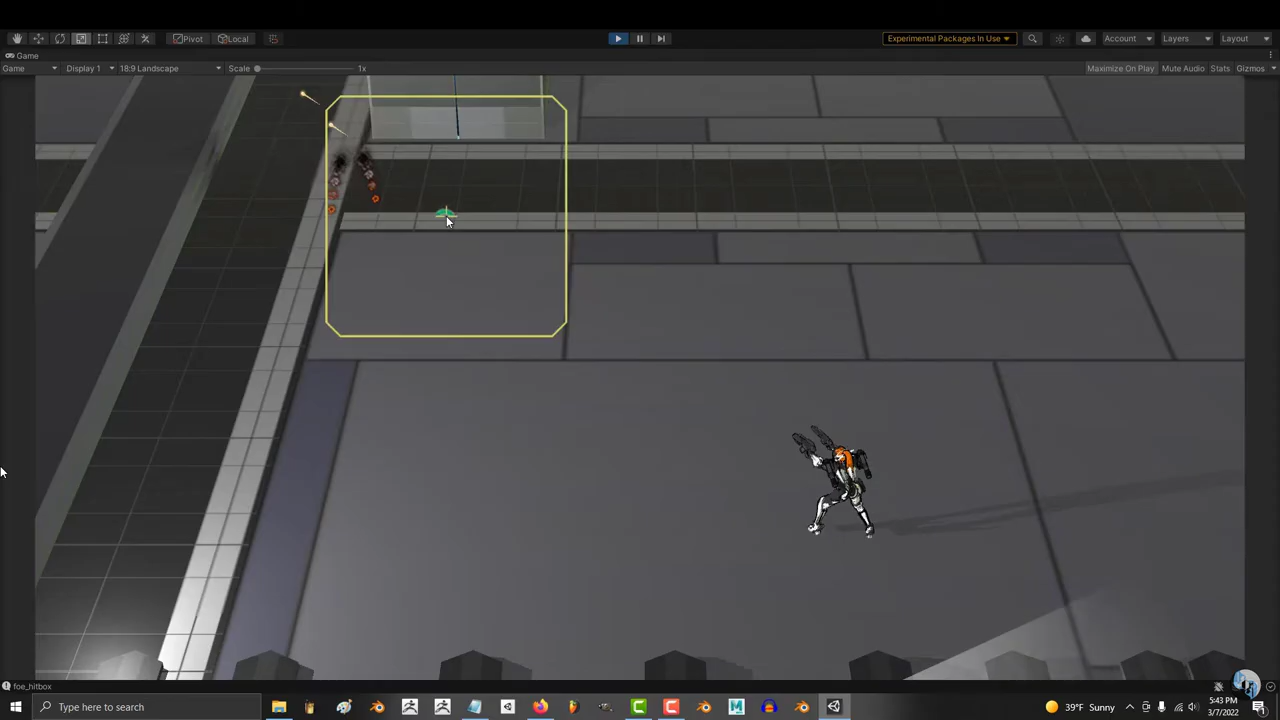 Pivot Local Experimental Packages In Use Account Layers Layout
Game
Game Display 1 18:9 Landscape Scale 1x Maximize On Play Mute Audio Stats Gizmos
foe_hitbox
Type here to search 39°F Sunny 5:43 PM
3/7/2022